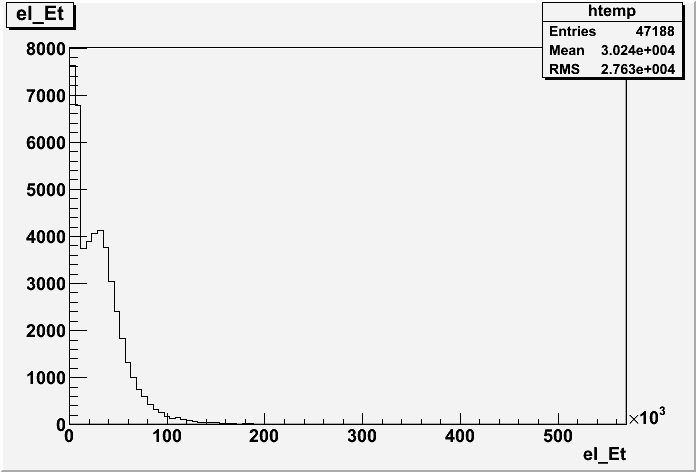 el_Et
htemp
Entries 47188
Mean 3.024e+004
RMS 2.763e+004
8000
7000
6000
5000
4000
3000
2000
1000
0
0 100 200 300 400 500
×10³
el_Et